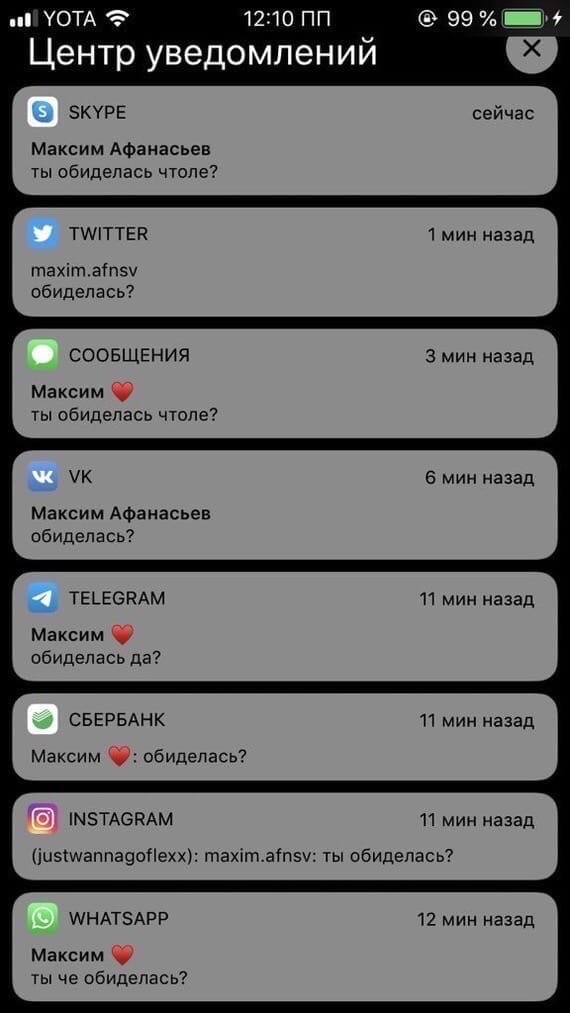 YOTA 12:10 ПП 99 %
Центр уведомлений
SKYPE сейчас
Максим Афанасьев
ты обиделась чтоле?
TWITTER 1 мин назад
maxim.afnsv
обиделась?
СООБЩЕНИЯ 3 мин назад
Максим ❤️
ты обиделась чтоле?
VK 6 мин назад
Максим Афанасьев
обиделась?
TELEGRAM 11 мин назад
Максим ❤️
обиделась да?
СБЕРБАНК 11 мин назад
Максим ❤️: обиделась?
INSTAGRAM 11 мин назад
(justwannagoflexx): maxim.afnsv: ты обиделась?
WHATSAPP 12 мин назад
Максим ❤️
ты че обиделась?